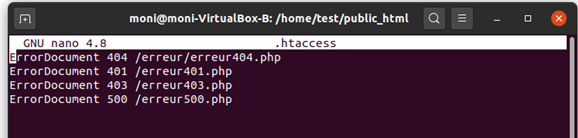 moni@moni-VirtualBox-B: /home/test/public_html
GNU nano 4.8 .htaccess
ErrorDocument 404 /erreur/erreur404.php
ErrorDocument 401 /erreur401.php
ErrorDocument 403 /erreur403.php
ErrorDocument 500 /erreur500.php